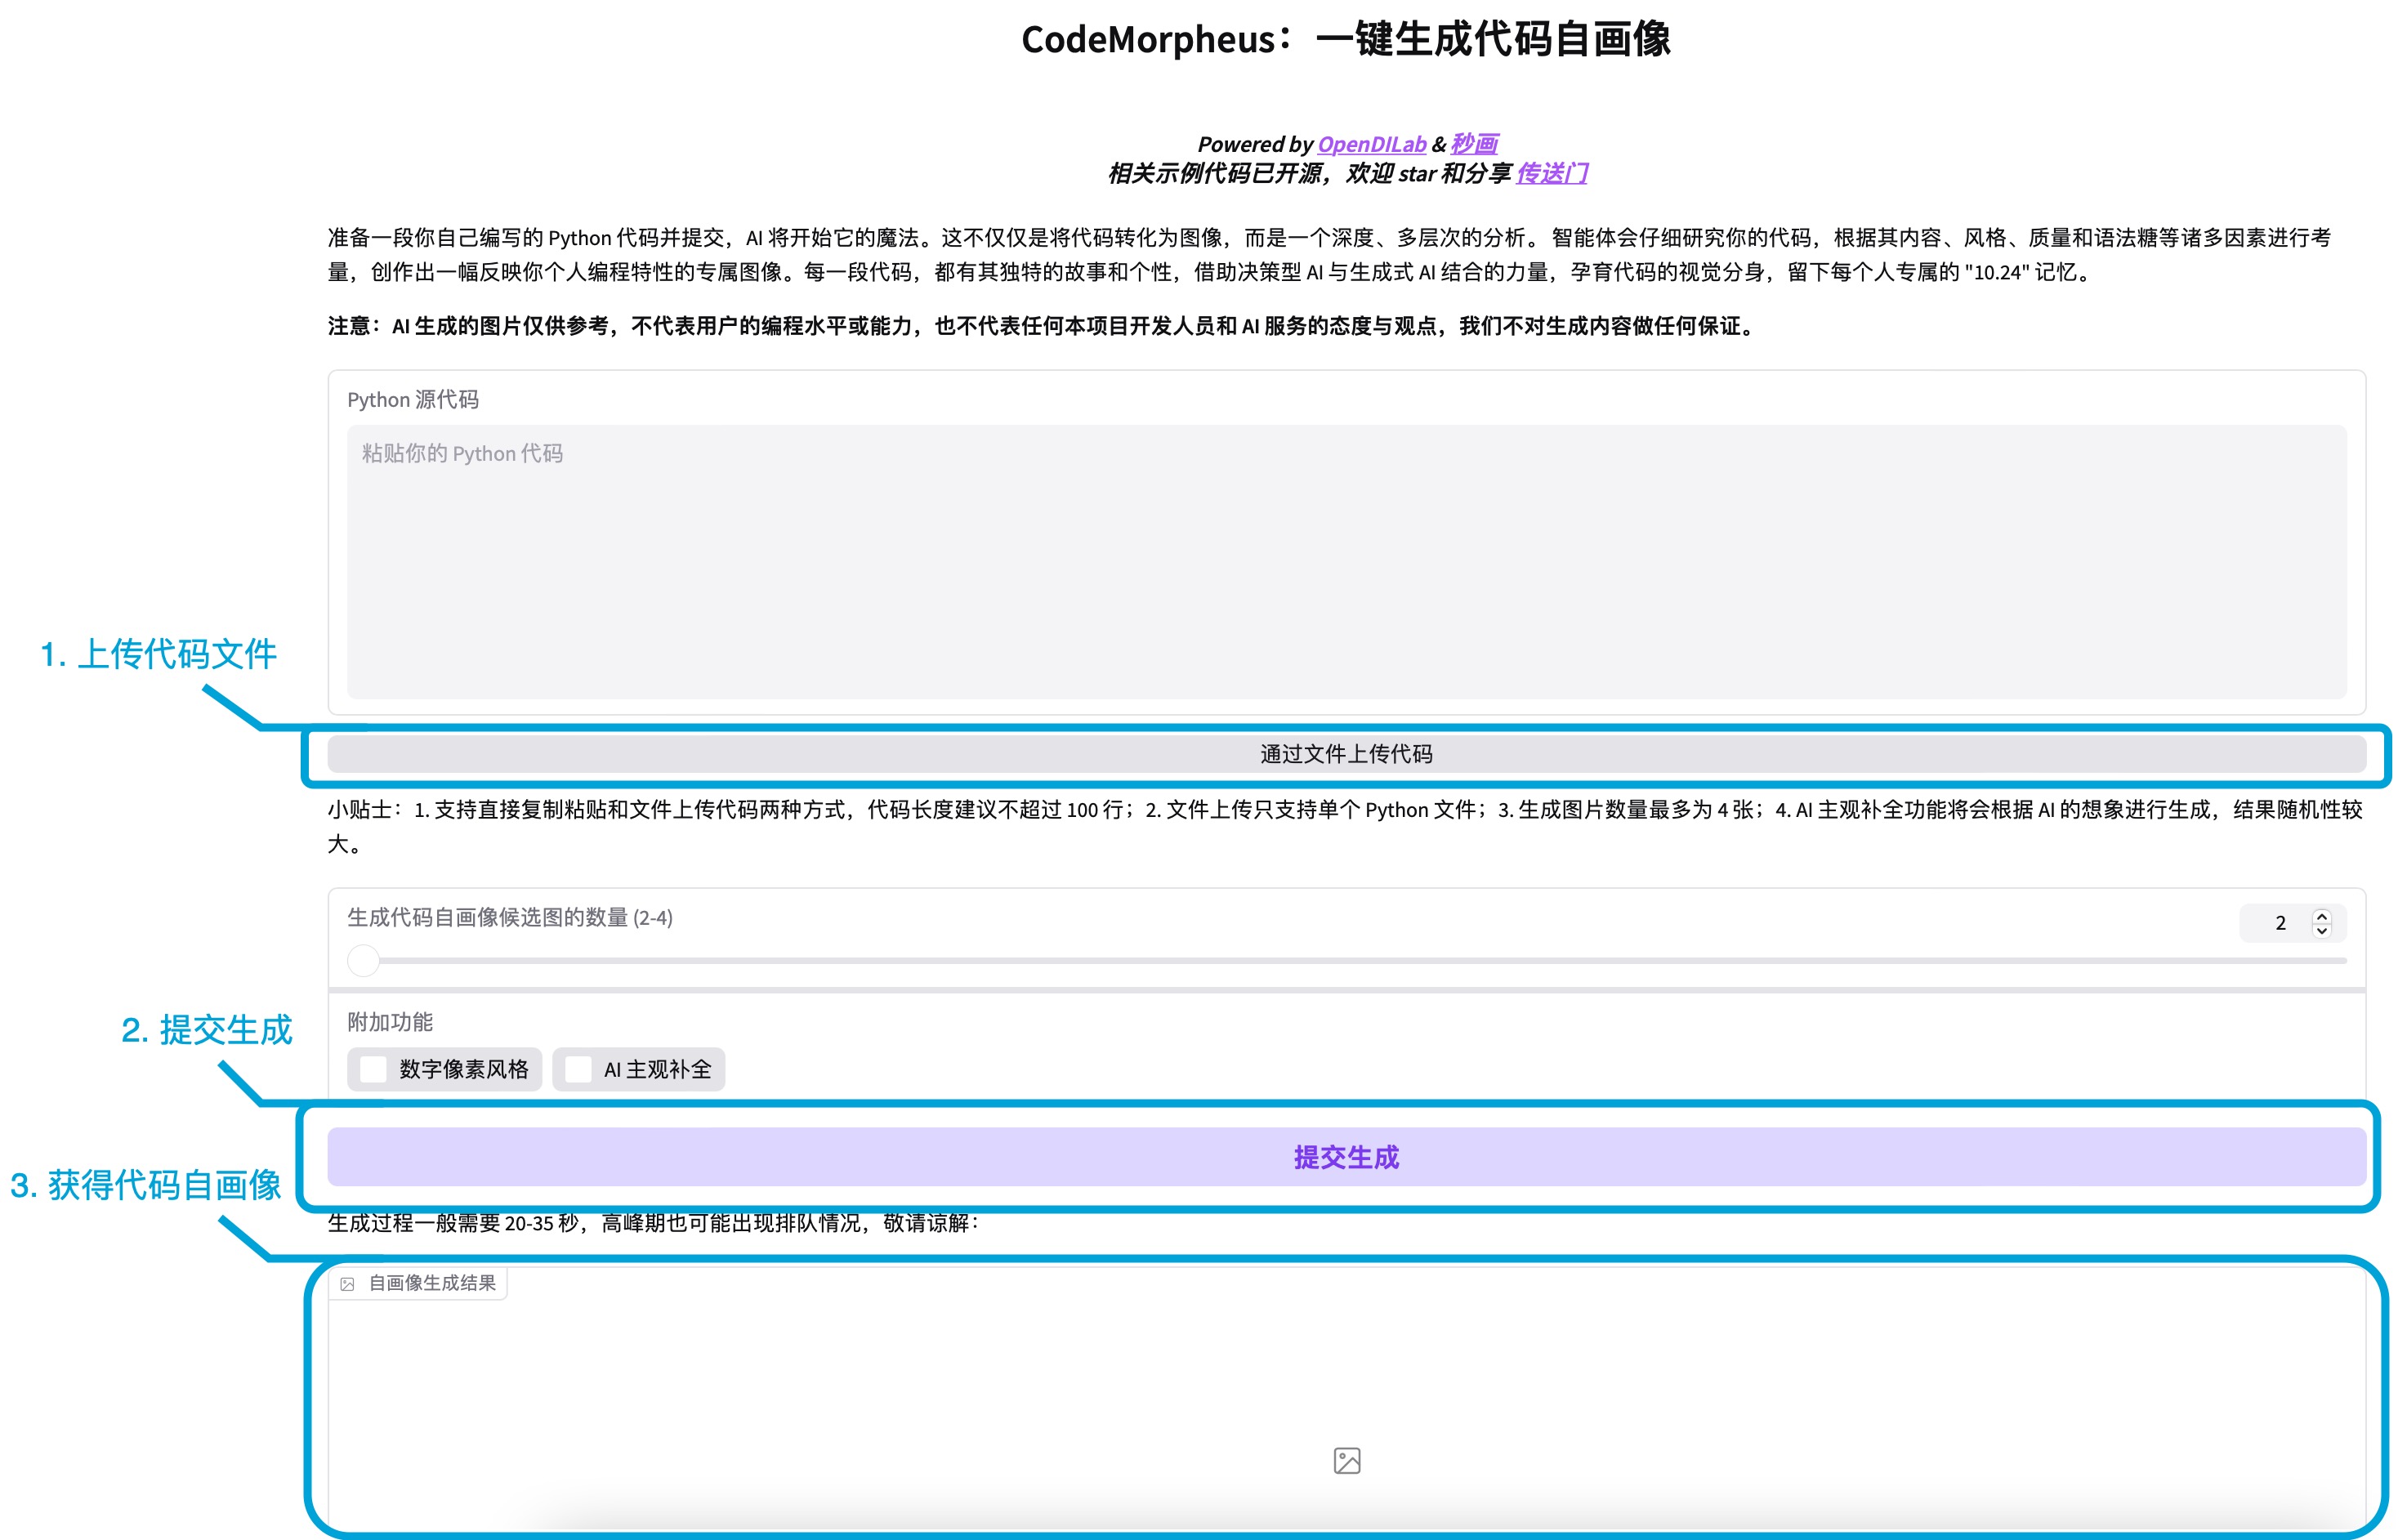 CodeMorpheus：一键生成代码自画像
Powered by OpenDILab & 秒画
相关示例代码已开源，欢迎 star 和分享 传送门
准备一段你自己编写的 Python 代码并提交，AI 将开始它的魔法。这不仅仅是将代码转化为图像，而是一个深度、多层次的分析。 智能体会仔细研究你的代码，根据其内容、风格、质量和语法糖等诸多因素进行考
量，创作出一幅反映你个人编程特性的专属图像。每一段代码，都有其独特的故事和个性，借助决策型 AI 与生成式 AI 结合的力量，孕育代码的视觉分身，留下每个人专属的 "10.24" 记忆。
注意：AI 生成的图片仅供参考，不代表用户的编程水平或能力，也不代表任何本项目开发人员和 AI 服务的态度与观点，我们不对生成内容做任何保证。
Python 源代码
粘贴你的 Python 代码
1. 上传代码文件
通过文件上传代码
小贴士：1. 支持直接复制粘贴和文件上传代码两种方式，代码长度建议不超过 100 行；2. 文件上传只支持单个 Python 文件；3. 生成图片数量最多为 4 张；4. AI 主观补全功能将会根据 AI 的想象进行生成，结果随机性较
大。
生成代码自画像候选图的数量 (2-4)
2
附加功能
2. 提交生成
数字像素风格
AI 主观补全
提交生成
3. 获得代码自画像
生成过程一般需要 20-35 秒，高峰期也可能出现排队情况，敬请谅解：
自画像生成结果